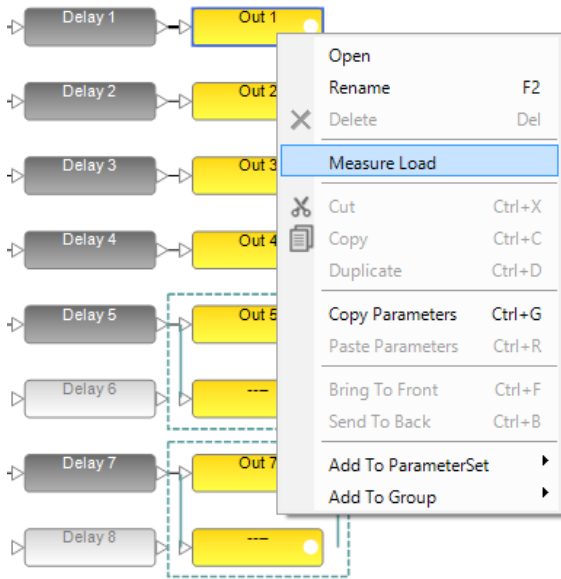 Delay 1
Out 1
Delay 2
Out 2
Delay 3
Out 3
Delay 4
Out 4
Delay 5
Out 5
Delay 6
----
Delay 7
Out 7
Delay 8
----
Open
Rename F2
Delete Del
Measure Load
Cut Ctrl+X
Copy Ctrl+C
Duplicate Ctrl+D
Copy Parameters Ctrl+G
Paste Parameters Ctrl+R
Bring To Front Ctrl+F
Send To Back Ctrl+B
Add To ParameterSet
Add To Group